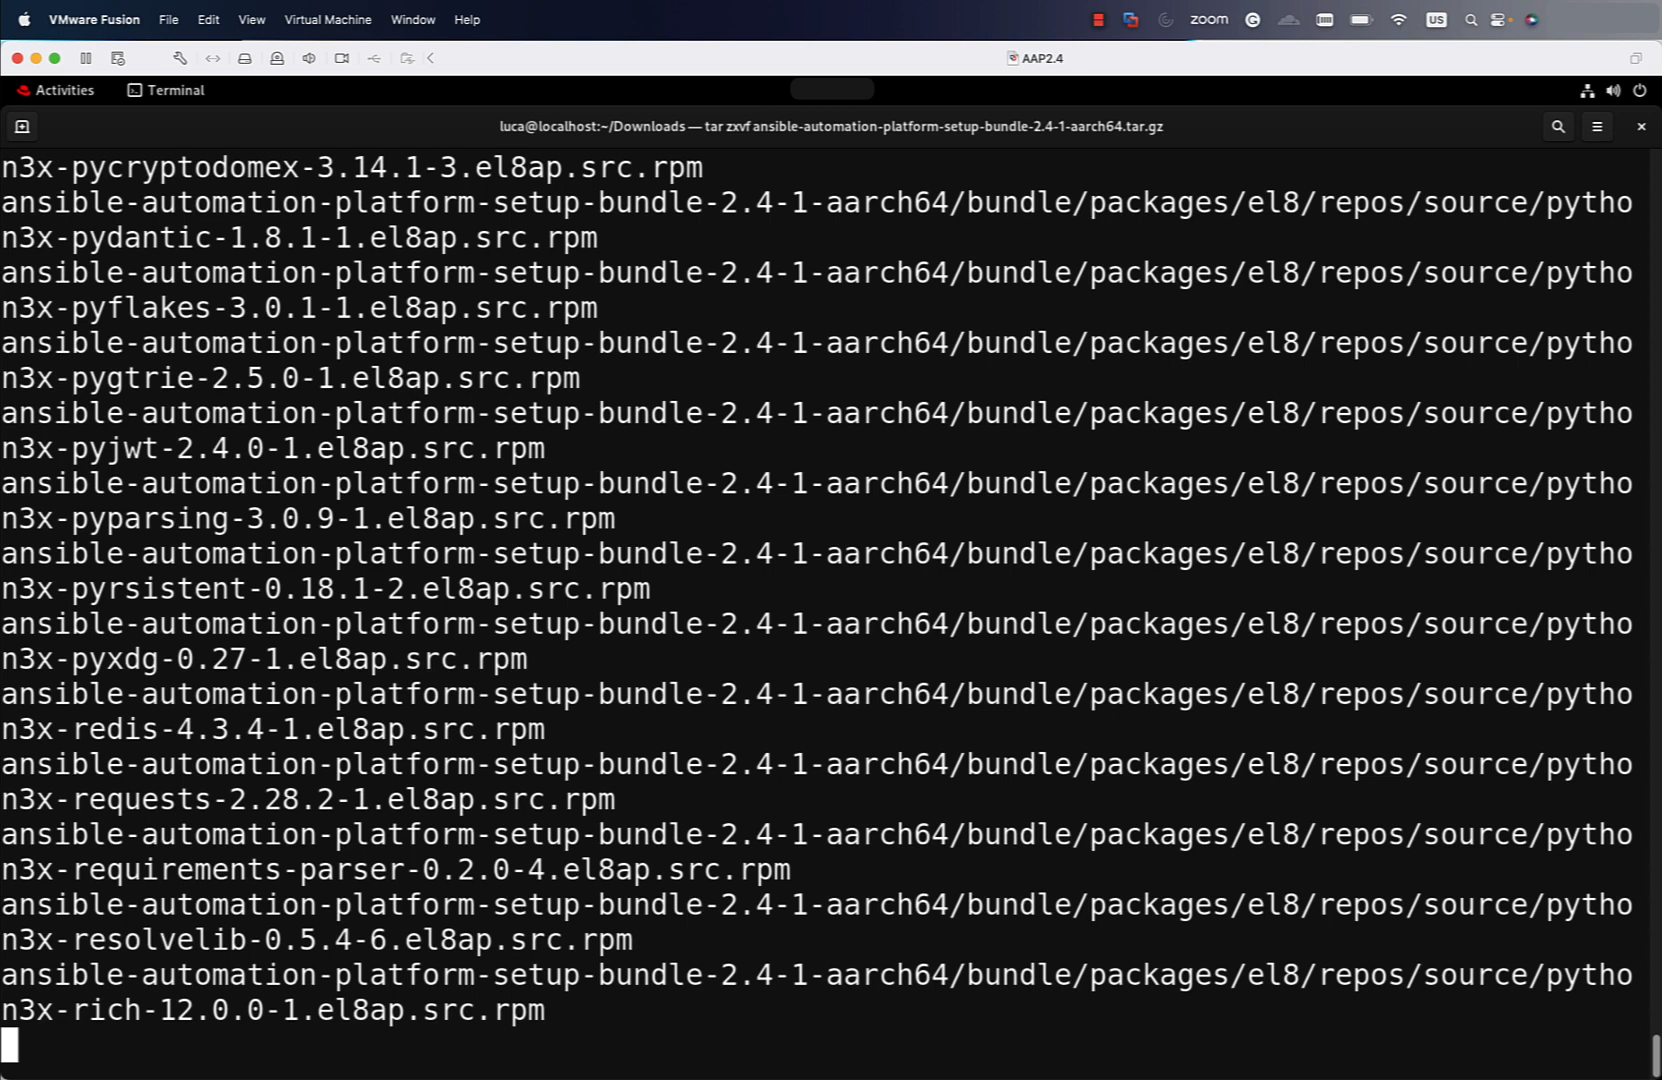 VMware Fusion File Edit View Virtual Machine Window Help zoom US
AAP2.4
Activities Terminal
luca@localhost:~/Downloads — tar zxvf ansible-automation-platform-setup-bundle-2.4-1-aarch64.tar.gz
n3x-pycryptodomex-3.14.1-3.el8ap.src.rpm
ansible-automation-platform-setup-bundle-2.4-1-aarch64/bundle/packages/el8/repos/source/pytho
n3x-pydantic-1.8.1-1.el8ap.src.rpm
ansible-automation-platform-setup-bundle-2.4-1-aarch64/bundle/packages/el8/repos/source/pytho
n3x-pyflakes-3.0.1-1.el8ap.src.rpm
ansible-automation-platform-setup-bundle-2.4-1-aarch64/bundle/packages/el8/repos/source/pytho
n3x-pygtrie-2.5.0-1.el8ap.src.rpm
ansible-automation-platform-setup-bundle-2.4-1-aarch64/bundle/packages/el8/repos/source/pytho
n3x-pyjwt-2.4.0-1.el8ap.src.rpm
ansible-automation-platform-setup-bundle-2.4-1-aarch64/bundle/packages/el8/repos/source/pytho
n3x-pyparsing-3.0.9-1.el8ap.src.rpm
ansible-automation-platform-setup-bundle-2.4-1-aarch64/bundle/packages/el8/repos/source/pytho
n3x-pyrsistent-0.18.1-2.el8ap.src.rpm
ansible-automation-platform-setup-bundle-2.4-1-aarch64/bundle/packages/el8/repos/source/pytho
n3x-pyxdg-0.27-1.el8ap.src.rpm
ansible-automation-platform-setup-bundle-2.4-1-aarch64/bundle/packages/el8/repos/source/pytho
n3x-redis-4.3.4-1.el8ap.src.rpm
ansible-automation-platform-setup-bundle-2.4-1-aarch64/bundle/packages/el8/repos/source/pytho
n3x-requests-2.28.2-1.el8ap.src.rpm
ansible-automation-platform-setup-bundle-2.4-1-aarch64/bundle/packages/el8/repos/source/pytho
n3x-requirements-parser-0.2.0-4.el8ap.src.rpm
ansible-automation-platform-setup-bundle-2.4-1-aarch64/bundle/packages/el8/repos/source/pytho
n3x-resolvelib-0.5.4-6.el8ap.src.rpm
ansible-automation-platform-setup-bundle-2.4-1-aarch64/bundle/packages/el8/repos/source/pytho
n3x-rich-12.0.0-1.el8ap.src.rpm